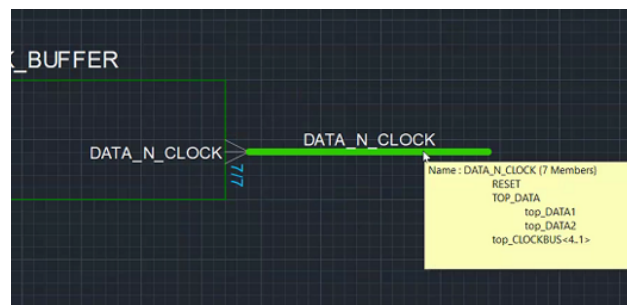 _BUFFER
DATA_N_CLOCK
DATA_N_CLOCK
7/7
Name : DATA_N_CLOCK (7 Members)
RESET
TOP_DATA
top_DATA1
top_DATA2
top_CLOCKBUS<4..1>